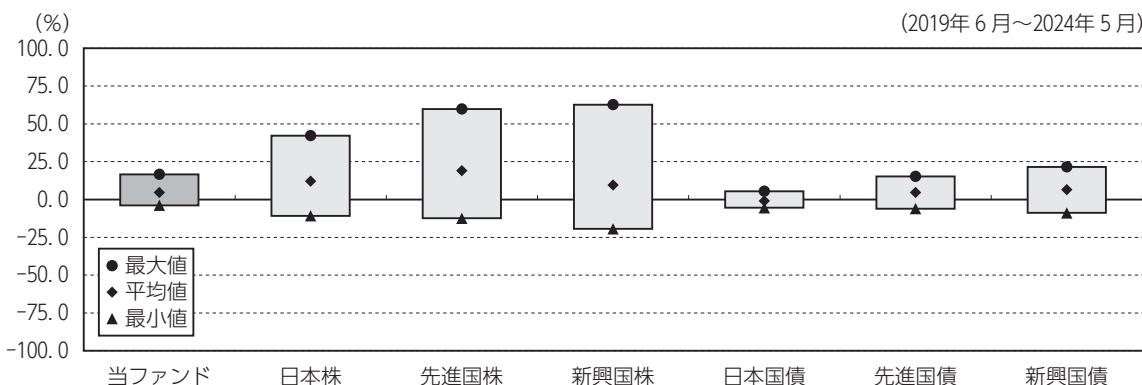 (%)
(2019年6月～2024年5月)
100.0
75.0
50.0
25.0
0.0
-25.0
-50.0
-75.0
-100.0
● 最大値
◆ 平均値
▲ 最小値
当ファンド 日本株 先進国株 新興国株 日本国債 先進国債 新興国債